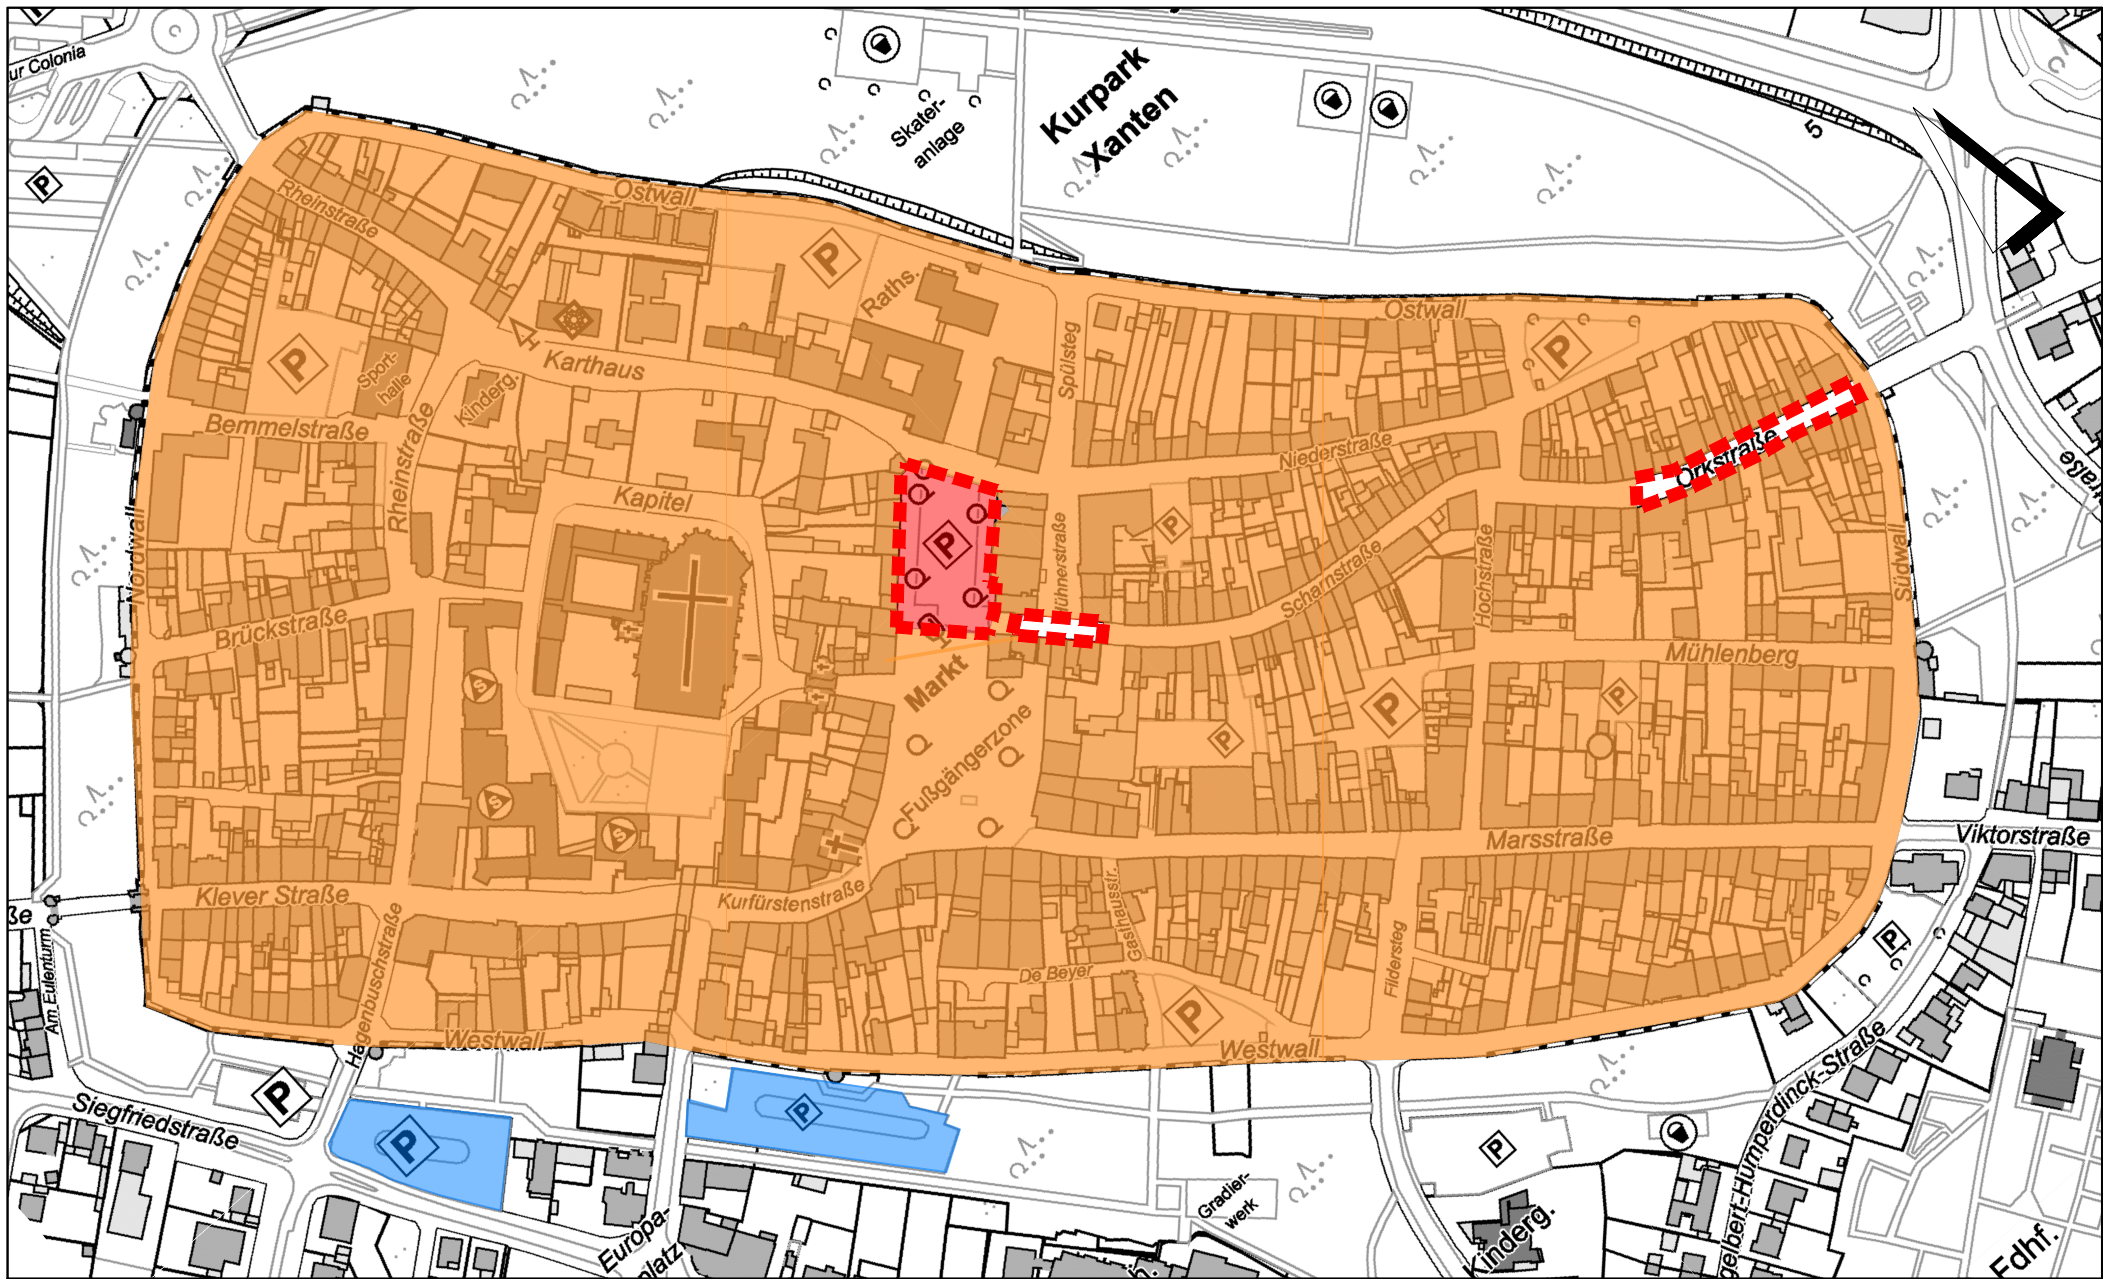 ur Colonia
P
Kurpark
Xanten
Skater-
anlage
5
P
Rheinstraße
Ostwall
P
Raths.
Ostwall
P
Spülsteg
P
Sport-
halle
Karthaus
Kinderg.
Bemmelstraße
Rheinstraße
Niederstraße
Orkstraße
Kapitel
P
P
Nordwall
Hühnerstraße
Scharnstraße
Hochstraße
Südwall
Brückstraße
Mühlenberg
Markt
S
P
P
P
Fußgängerzone
S
S
Marsstraße
Viktorstraße
Klever Straße
Kurfürstenstraße
Gasthausstr.
ße
Am Eulenturm
Hagenbuschstraße
De Beyer
Fildersteg
P
P
Westwall
Westwall
P
Siegfriedstraße
P
P
P
Engelbert-Humperdinck-Straße
Gradier-
werk
Kinderg.
Europa-
platz
Fdhf.